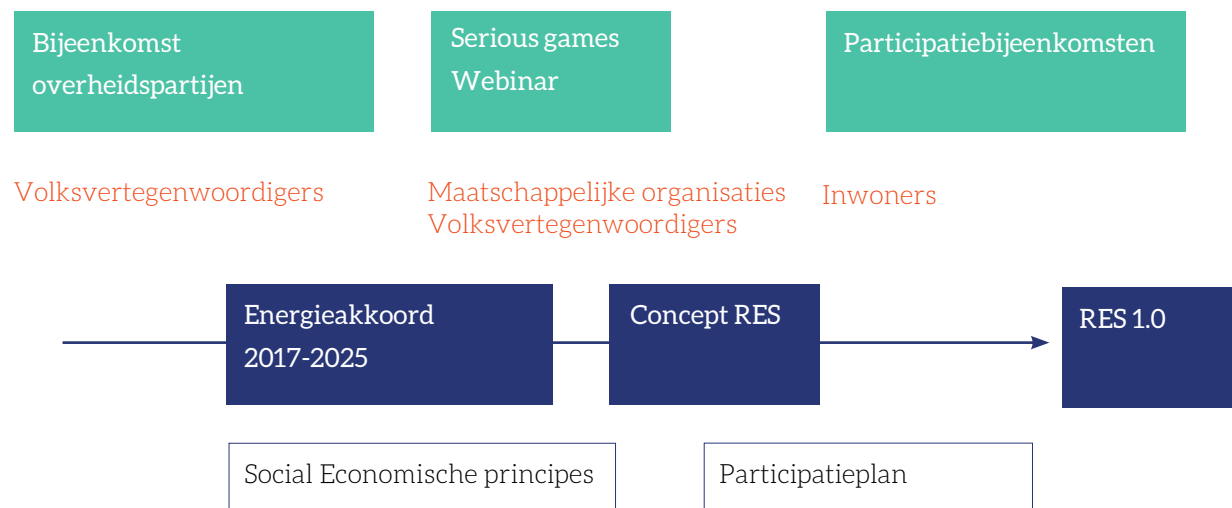 Bijeenkomst
overheidspartijen
Serious games
Webinar
Participatiebijeenkomsten
Volksvertegenwoordigers
Maatschappelijke organisaties
Volksvertegenwoordigers
Inwoners
Energieakkoord
2017-2025
Concept RES
RES 1.0
Social Economische principes
Participatieplan